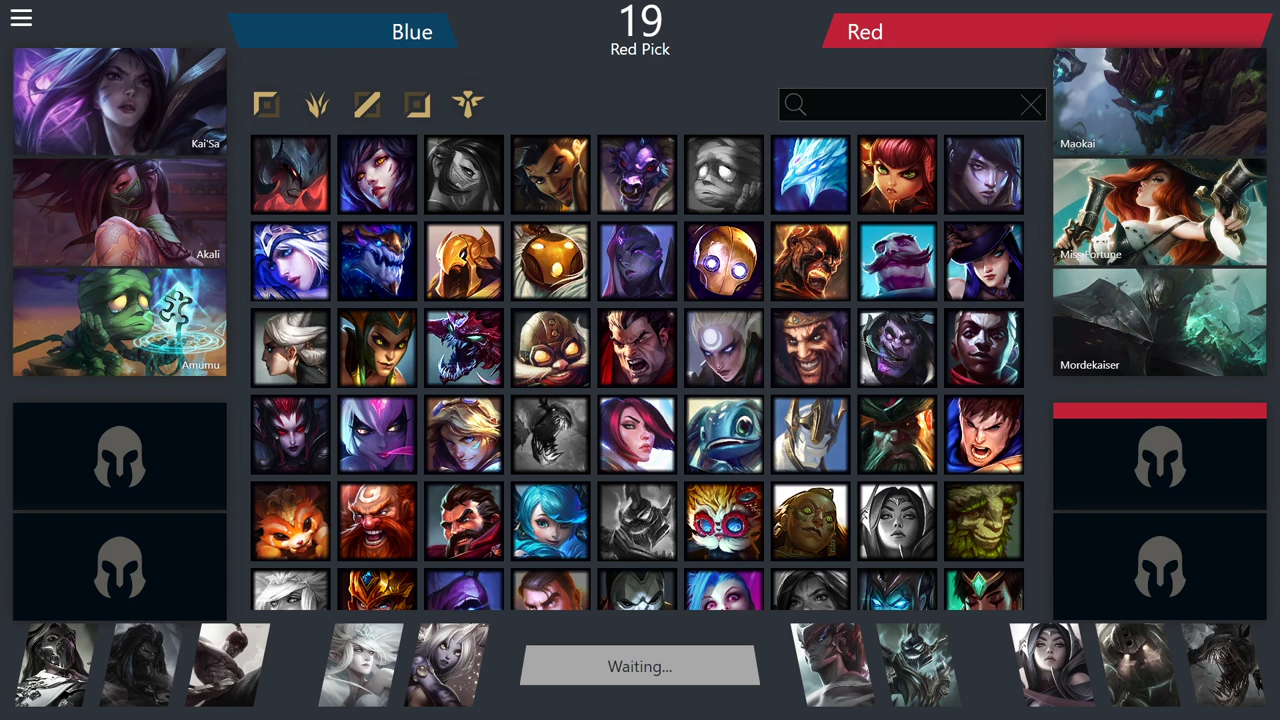 Blue
19
Red Pick
Red
Kai'Sa
Akali
Amumu
Maokai
Miss Fortune
Mordekaiser
Waiting...